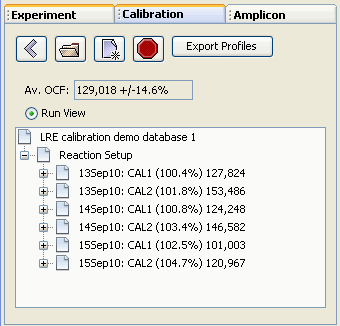 Experiment Calibration Amplicon
Export Profiles
Av. OCF: 129,018 +/-14.6%
Run View
LRE calibration demo database 1
Reaction Setup
13Sep10: CAL1 (100.4%) 127,824
13Sep10: CAL2 (101.8%) 153,486
14Sep10: CAL1 (100.8%) 124,248
14Sep10: CAL2 (103.4%) 146,582
15Sep10: CAL1 (102.5%) 101,003
15Sep10: CAL2 (104.7%) 120,967